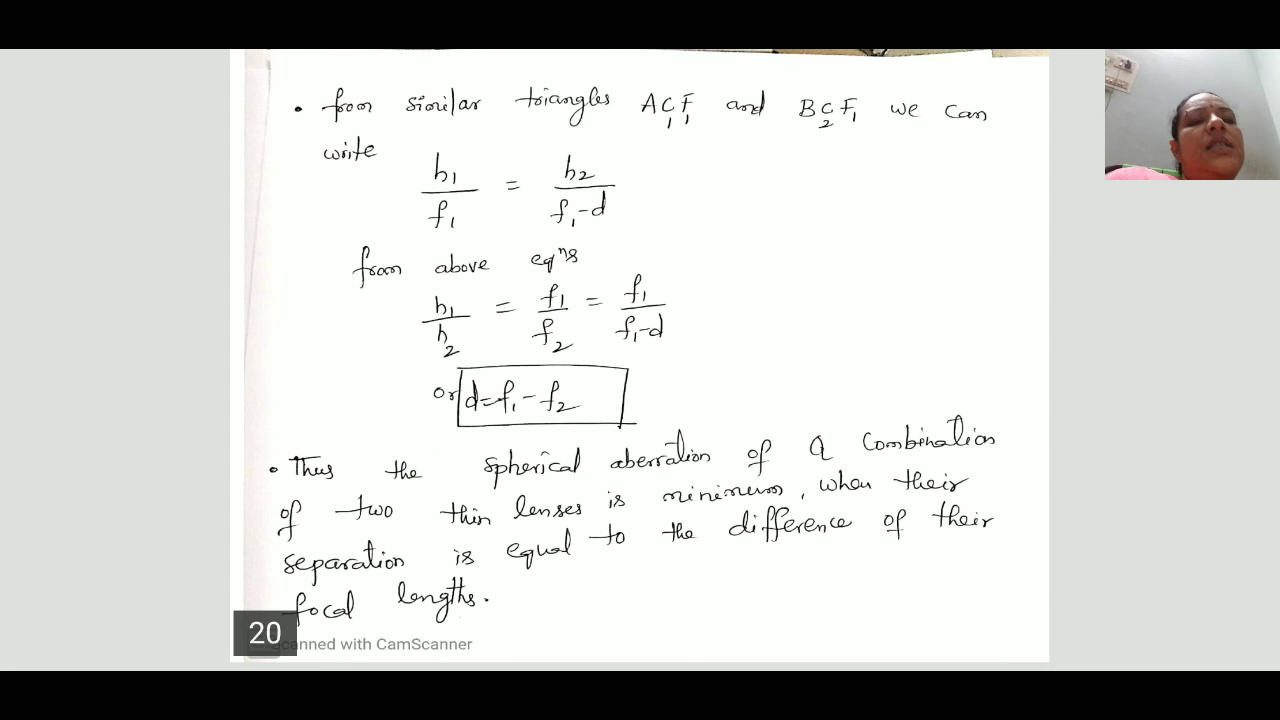 • from similar triangles AC₁F₁ and BC₂F₁ we can
write
h₁/f₁ = h₂/f₁-d
from above eqⁿs
h₁/h₂ = f₁/f₂ = f₁/f₁-d
or d=f₁-f₂
• Thus the spherical aberration of a combination
of two thin lenses is minimum, when their
separation is equal to the difference of their
focal lengths.
20
canned with CamScanner